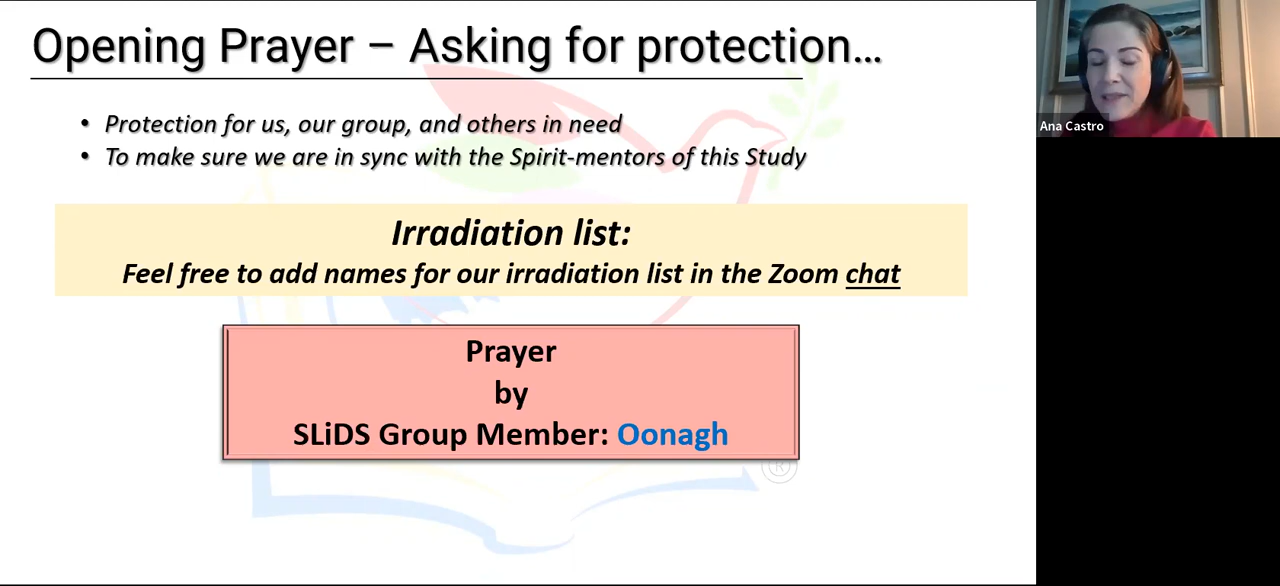 Opening Prayer – Asking for protection…
• Protection for us, our group, and others in need
• To make sure we are in sync with the Spirit-mentors of this Study
Irradiation list:
Feel free to add names for our irradiation list in the Zoom chat
Prayer
by
SLiDS Group Member: Oonagh
®
Ana Castro